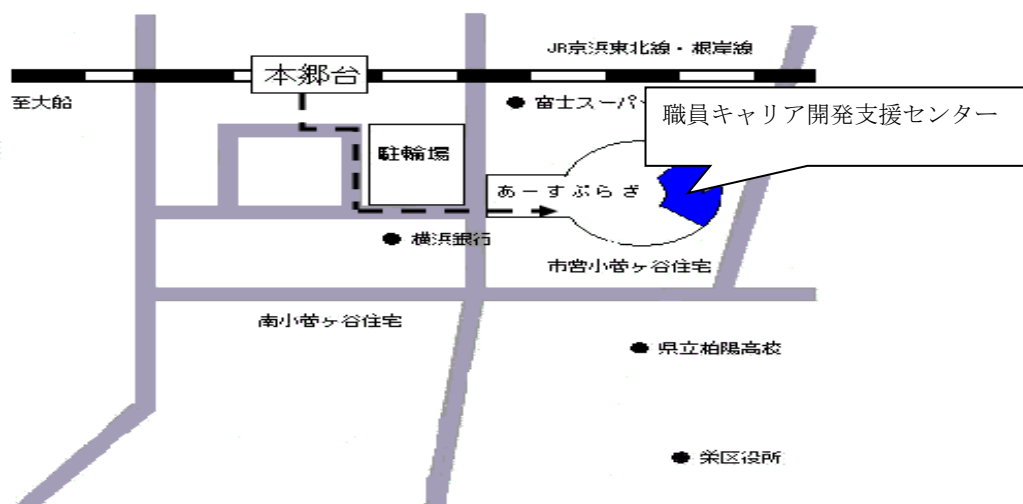 JR京浜東北線・根岸線
本郷台
至大船
富士スーパ
職員キャリア開発支援センター
駐輪場
あーすぷらざ
横浜銀行
市営小菅ヶ谷住宅
南小菅ヶ谷住宅
県立柏陽高校
栄区役所